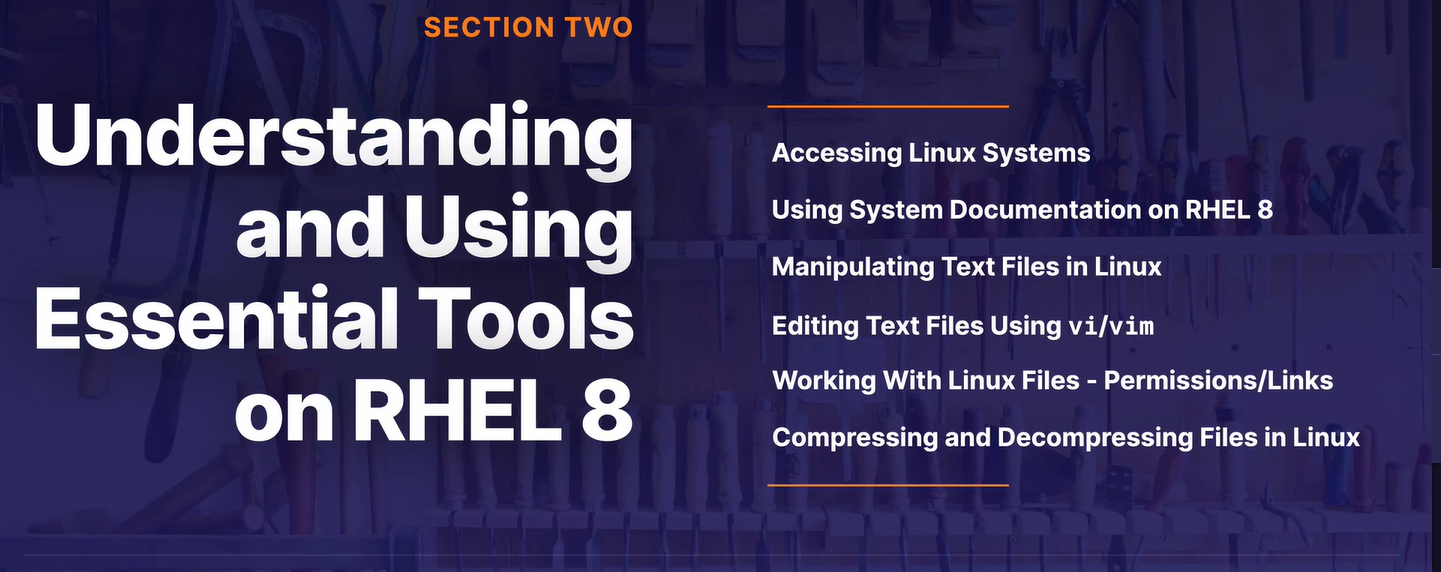 SECTION TWO
Understanding
and Using
Essential Tools
on RHEL 8
Accessing Linux Systems
Using System Documentation on RHEL 8
Manipulating Text Files in Linux
Editing Text Files Using vi/vim
Working With Linux Files - Permissions/Links
Compressing and Decompressing Files in Linux